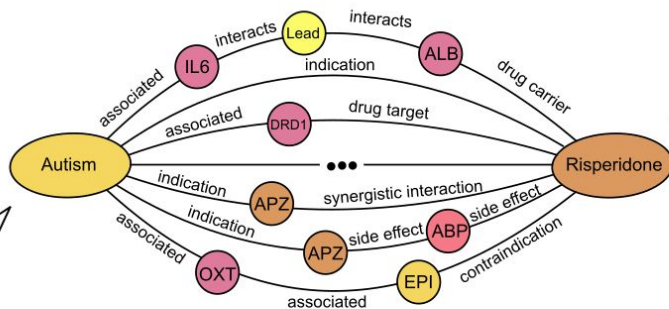 interacts
Lead
interacts
IL6
ALB
associated
indication
drug carrier
associated
DRD1
drug target
Autism
•••
Risperidone
indication
APZ
synergistic interaction
indication
APZ
side effect
ABP
side effect
associated
OXT
associated
EPI
contraindication